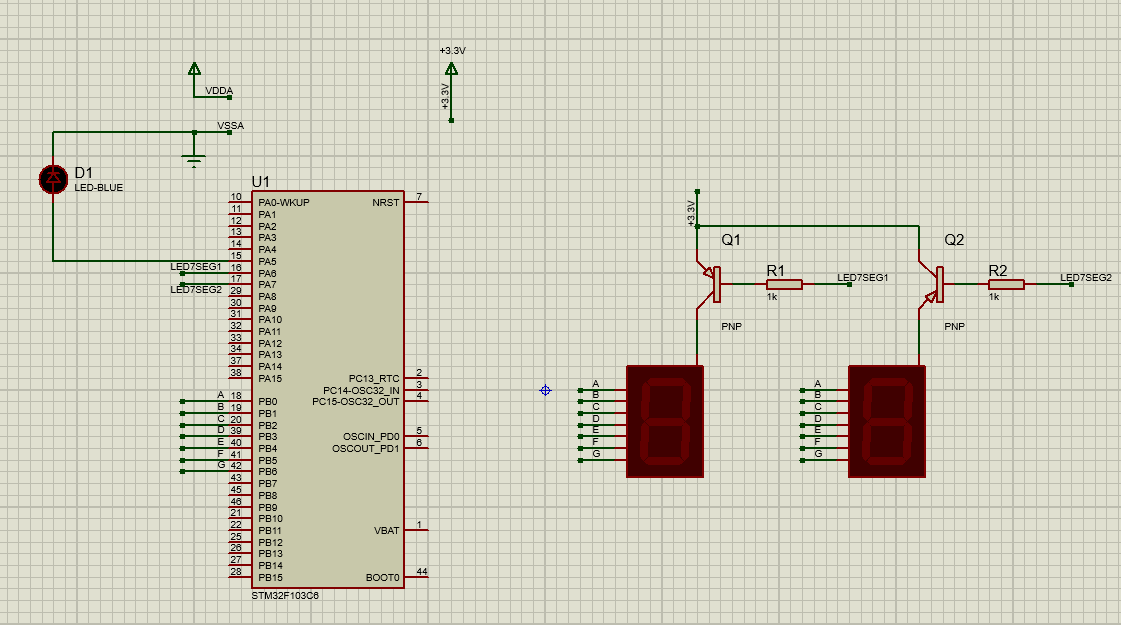 +3.3V
+3.3V
VDDA
VSSA
D1
LED-BLUE
U1
10 PA0-WKUP NRST 7
11 PA1
12 PA2
13 PA3
14 PA4
15 PA5
LED7SEG1 16 PA6
LED7SEG2 17 PA7
29 PA8
30 PA9
31 PA10
32 PA11
33 PA12
34 PA13
37 PA14
38 PA15
PC13_RTC 2
PC14-OSC32_IN 3
PC15-OSC32_OUT 4
A 18 PB0
B 19 PB1
C 20 PB2
D 39 PB3
E 40 PB4
F 41 PB5
G 42 PB6
OSCIN_PD0 5
OSCOUT_PD1 6
43 PB7
45 PB8
46 PB9
21 PB10
22 PB11
25 PB12
26 PB13
27 PB14
28 PB15
VBAT 1
BOOT0 44
STM32F103C6
+3.3V
Q1
PNP
R1
1k
LED7SEG1
Q2
PNP
R2
1k
LED7SEG2
A
B
C
D
E
F
G
A
B
C
D
E
F
G